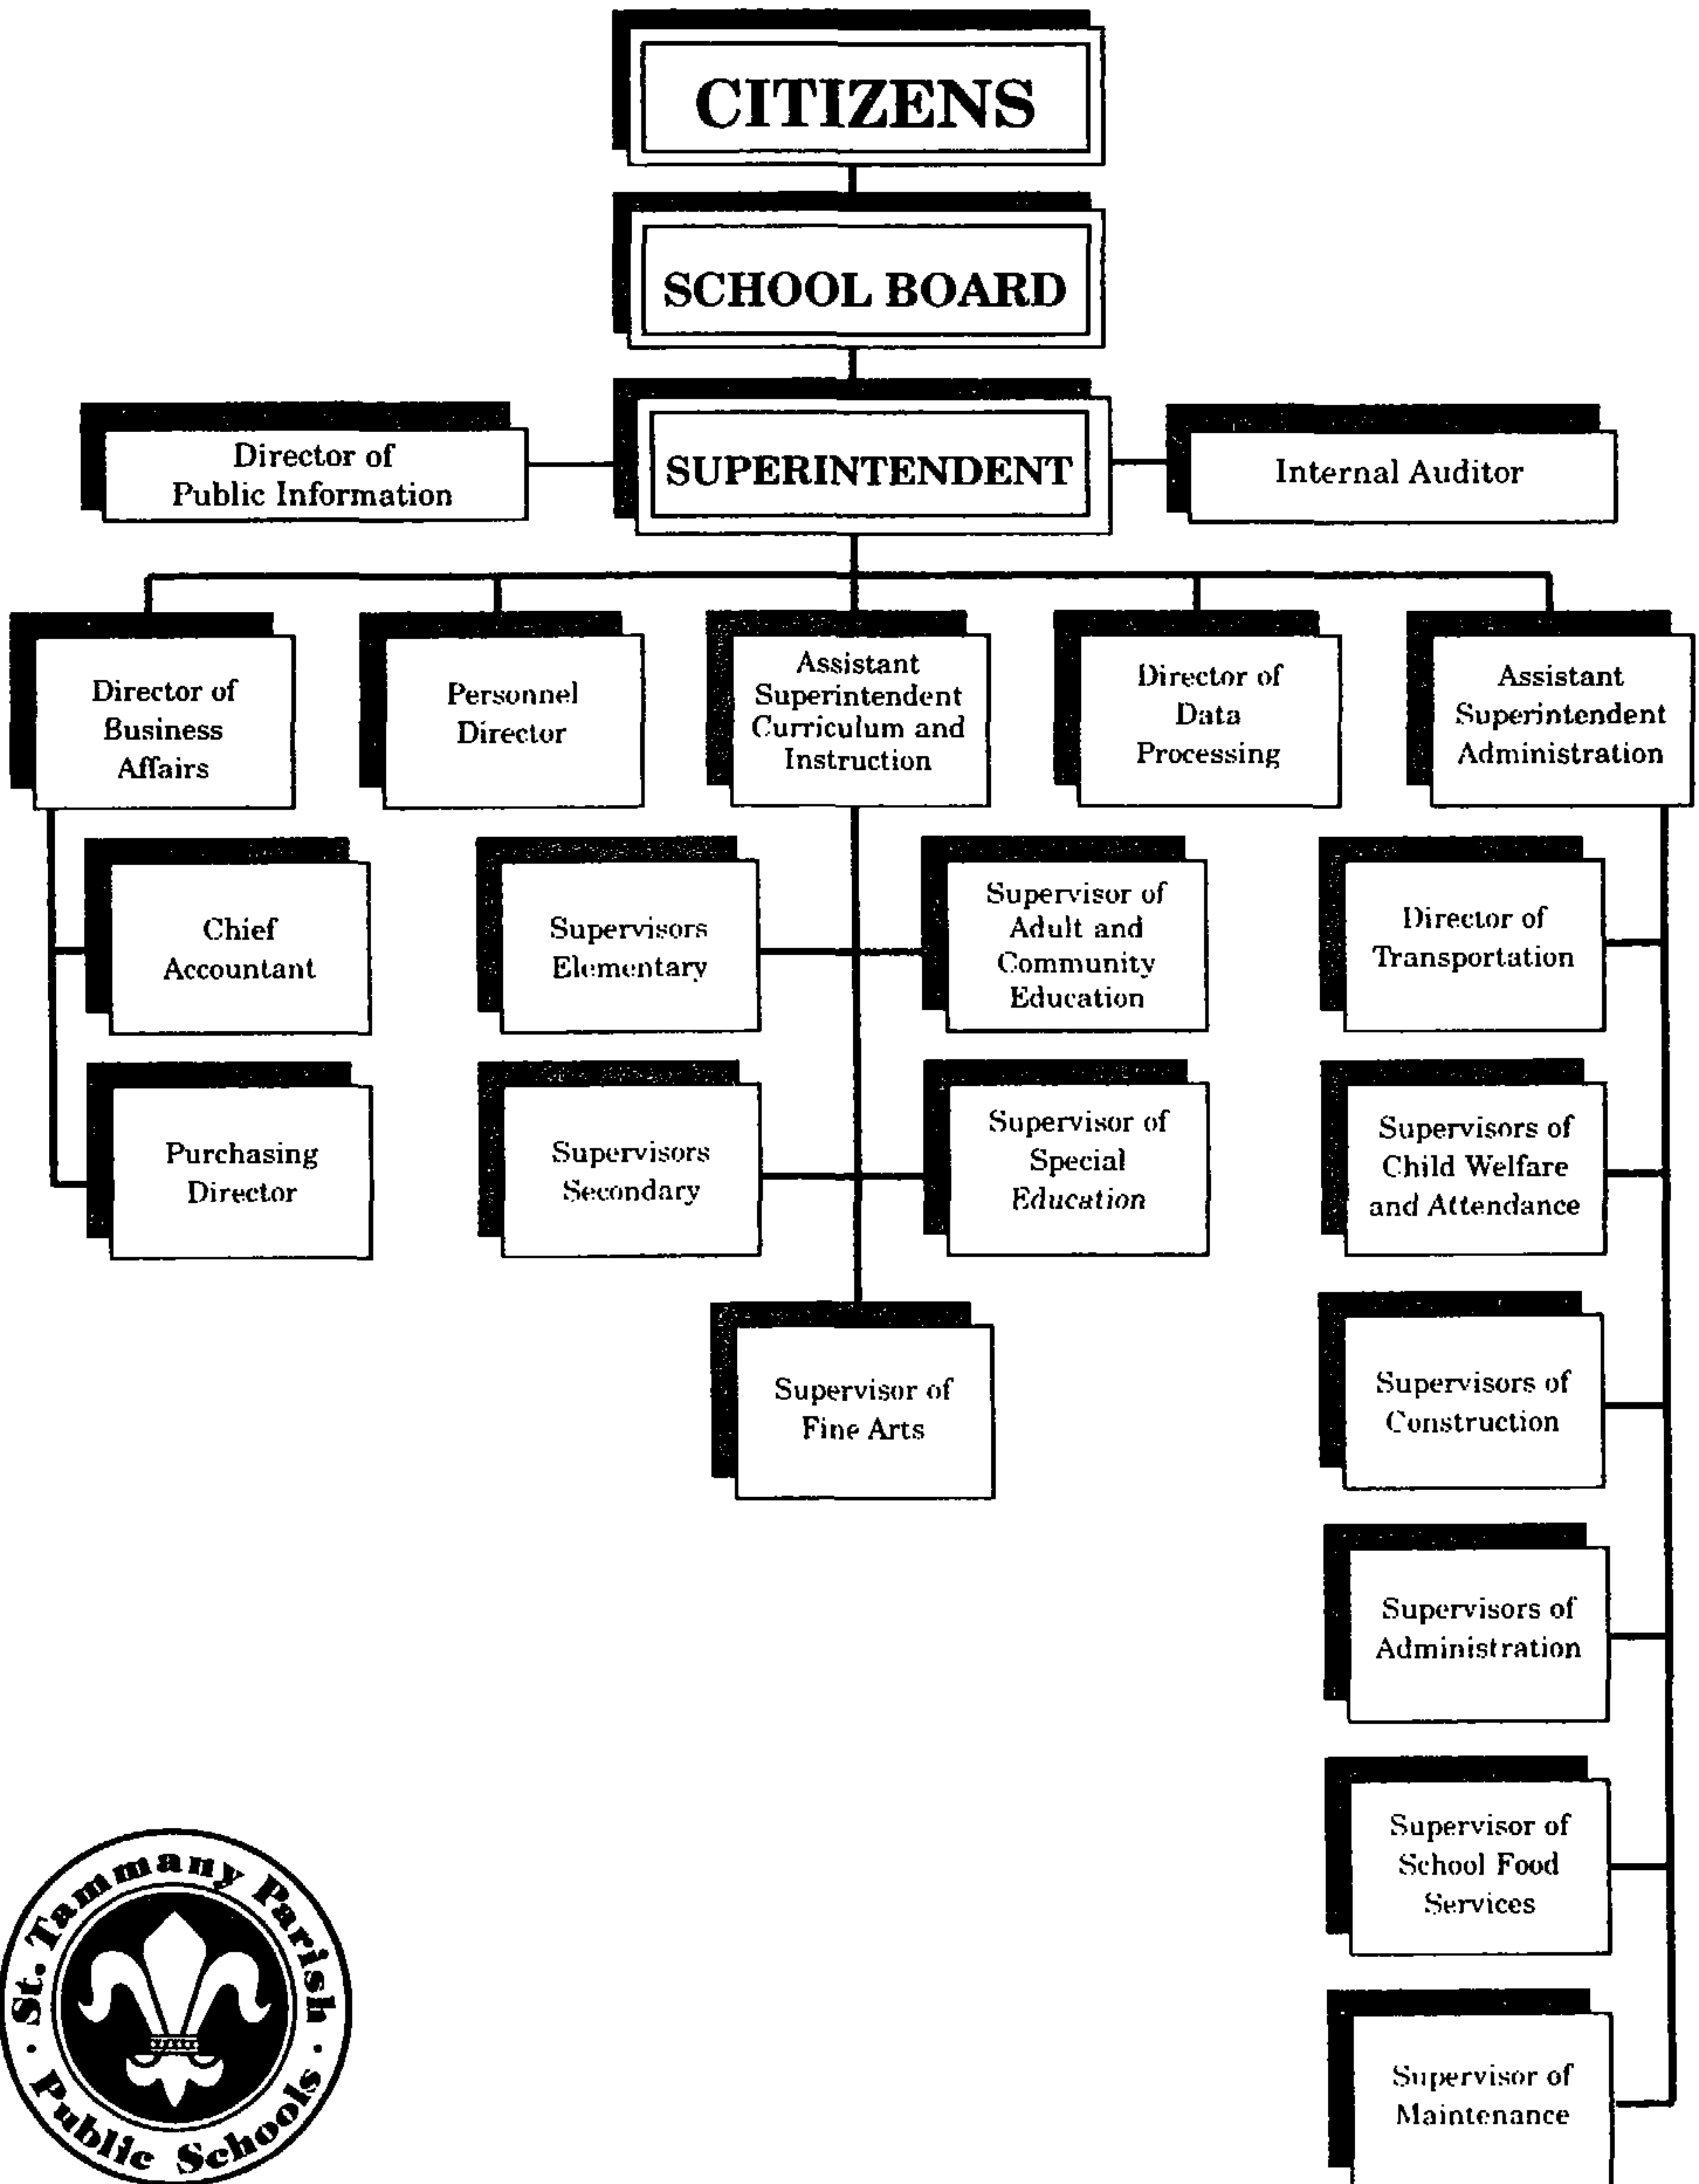 CITIZENS
SCHOOL BOARD
SUPERINTENDENT
Director of
Public Information
Internal Auditor
Director of
Business
Affairs
Personnel
Director
Assistant
Superintendent
Curriculum and
Instruction
Director of
Data
Processing
Assistant
Superintendent
Administration
Chief
Accountant
Supervisors
Elementary
Supervisor of
Adult and
Community
Education
Director of
Transportation
Purchasing
Director
Supervisors
Secondary
Supervisor of
Special
Education
Supervisors of
Child Welfare
and Attendance
Supervisor of
Fine Arts
Supervisors of
Construction
Supervisors of
Administration
Supervisor of
School Food
Services
Supervisor of
Maintenance
St. Tammany Parish
· Public Schools ·